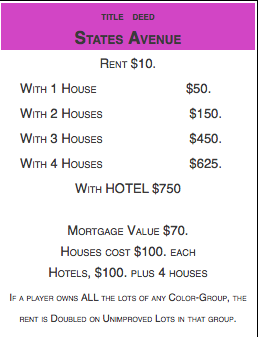 TITLE DEED
STATES AVENUE
RENT $10.
WITH 1 HOUSE $50.
WITH 2 HOUSES $150.
WITH 3 HOUSES $450.
WITH 4 HOUSES $625.
WITH HOTEL $750
MORTGAGE VALUE $70.
HOUSES COST $100. EACH
HOTELS, $100. PLUS 4 HOUSES
IF A PLAYER OWNS ALL THE LOTS OF ANY COLOR-GROUP, THE
RENT IS DOUBLED ON UNIMPROVED LOTS IN THAT GROUP.